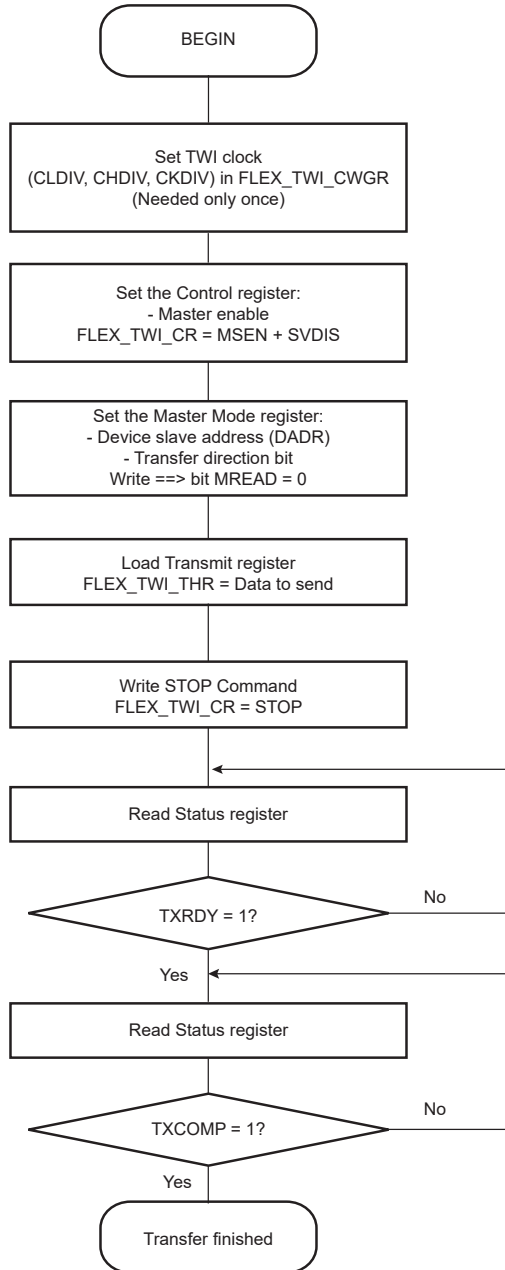 BEGIN
Set TWI clock
(CLDIV, CHDIV, CKDIV) in FLEX_TWI_CWGR
(Needed only once)
Set the Control register:
- Master enable
FLEX_TWI_CR = MSEN + SVDIS
Set the Master Mode register:
- Device slave address (DADR)
- Transfer direction bit
Write ==> bit MREAD = 0
Load Transmit register
FLEX_TWI_THR = Data to send
Write STOP Command
FLEX_TWI_CR = STOP
Read Status register
TXRDY = 1?
No
Yes
Read Status register
TXCOMP = 1?
No
Yes
Transfer finished